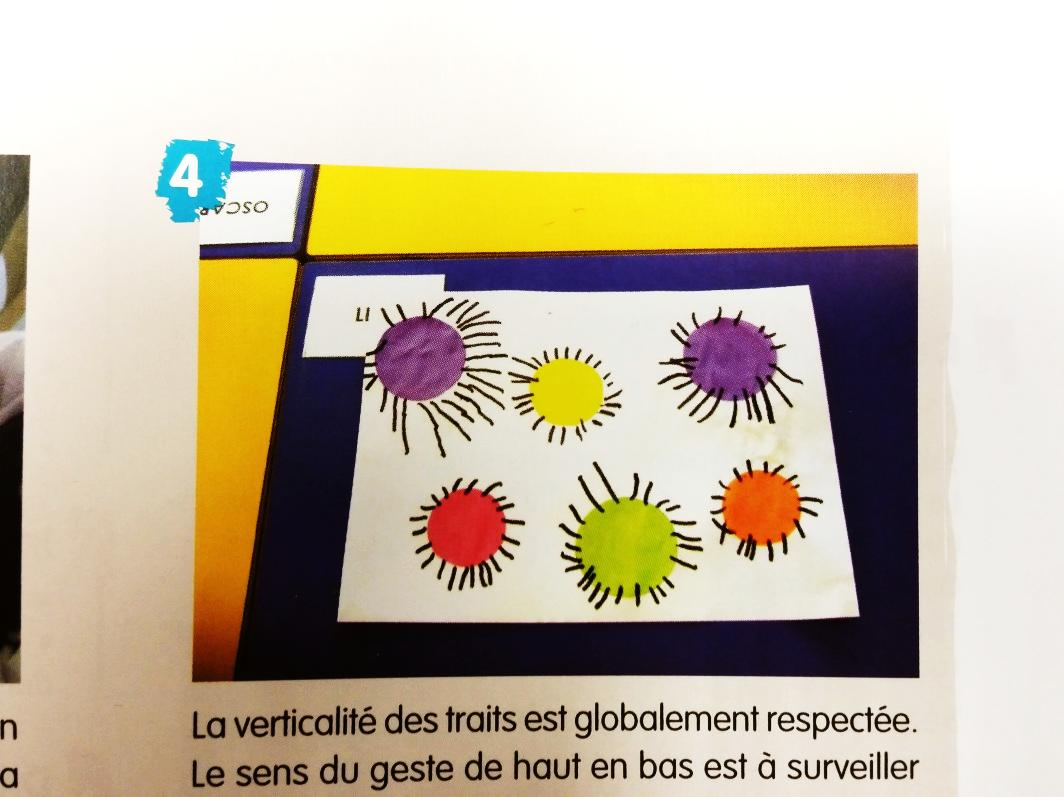 4
OSCAR
LI
n
a
La verticalité des traits est globalement respectée.
Le sens du geste de haut en bas est à surveiller